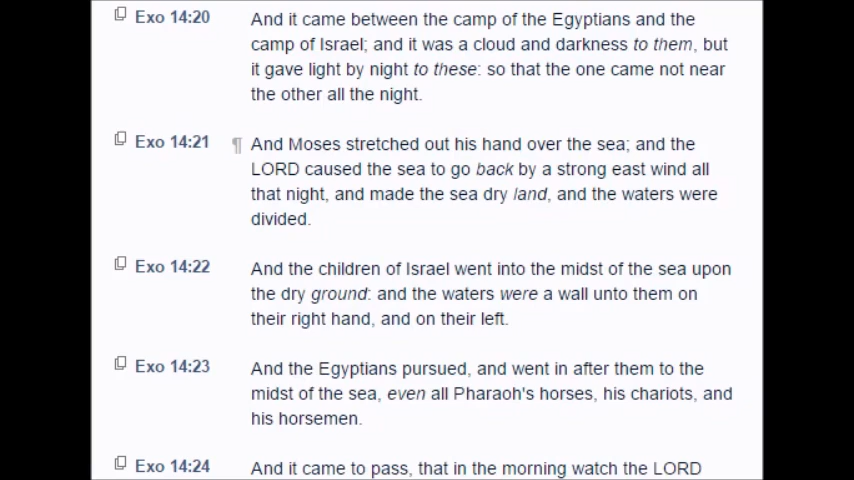 Exo 14:20 And it came between the camp of the Egyptians and the
camp of Israel; and it was a cloud and darkness to them, but
it gave light by night to these: so that the one came not near
the other all the night.
Exo 14:21 ¶ And Moses stretched out his hand over the sea; and the
LORD caused the sea to go back by a strong east wind all
that night, and made the sea dry land, and the waters were
divided.
Exo 14:22 And the children of Israel went into the midst of the sea upon
the dry ground: and the waters were a wall unto them on
their right hand, and on their left.
Exo 14:23 And the Egyptians pursued, and went in after them to the
midst of the sea, even all Pharaoh's horses, his chariots, and
his horsemen.
Exo 14:24 And it came to pass, that in the morning watch the LORD